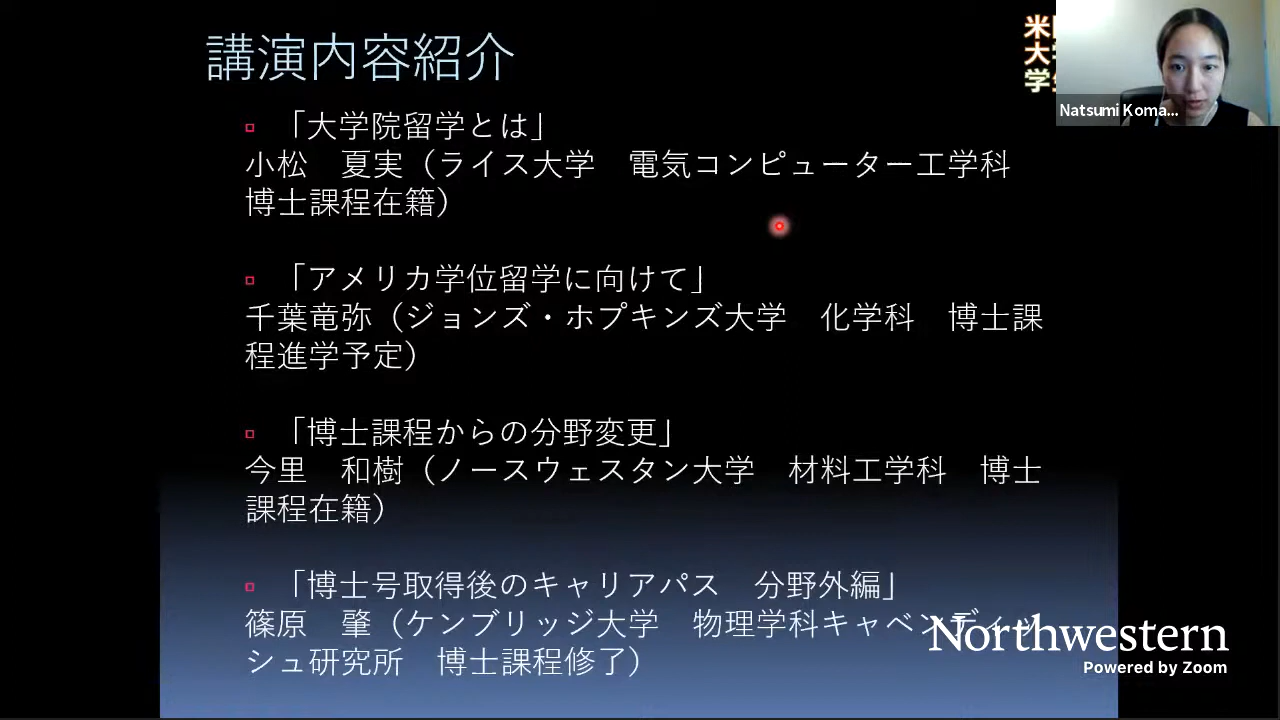 講演内容紹介
「大学院留学とは」
小松 夏実（ライス大学 電気コンピューター工学科
博士課程在籍）
「アメリカ学位留学に向けて」
千葉竜弥（ジョンズ・ホプキンズ大学 化学科 博士課
程進学予定）
「博士課程からの分野変更」
今里 和樹（ノースウェスタン大学 材料工学科 博士
課程在籍）
「博士号取得後のキャリアパス 分野外編」
篠原 肇（ケンブリッジ大学 物理学科キャベンディッ
シュ研究所 博士課程修了）
米
大学
学生
Natsumi Koma...
Northwestern
Powered by Zoom